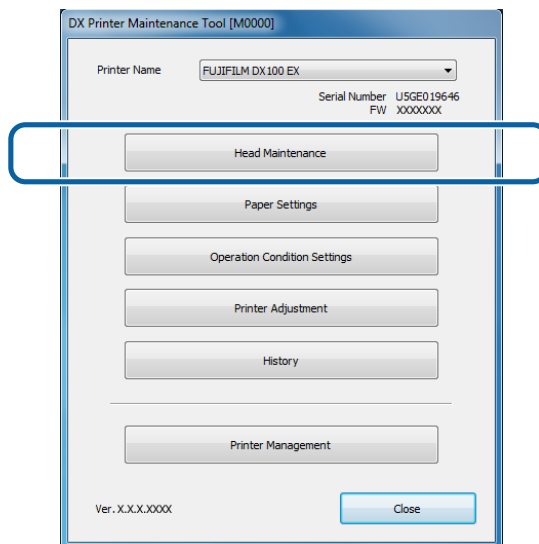 DX Printer Maintenance Tool [M0000]
Printer Name FUJIFILM DX100 EX
Serial Number U5GE019646
FW XXXXXXX
Head Maintenance
Paper Settings
Operation Condition Settings
Printer Adjustment
History
Printer Management
Ver. X.X.X.XXXX Close